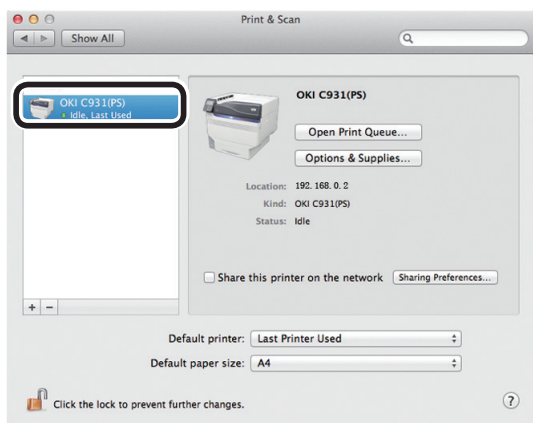 Print & Scan
Show All
OKI C931(PS)
Idle, Last Used
OKI C931(PS)
Open Print Queue...
Options & Supplies...
Location: 192. 168. 0. 2
Kind: OKI C931(PS)
Status: Idle
Share this printer on the network Sharing Preferences...
+ −
Default printer: Last Printer Used
Default paper size: A4
Click the lock to prevent further changes. ?